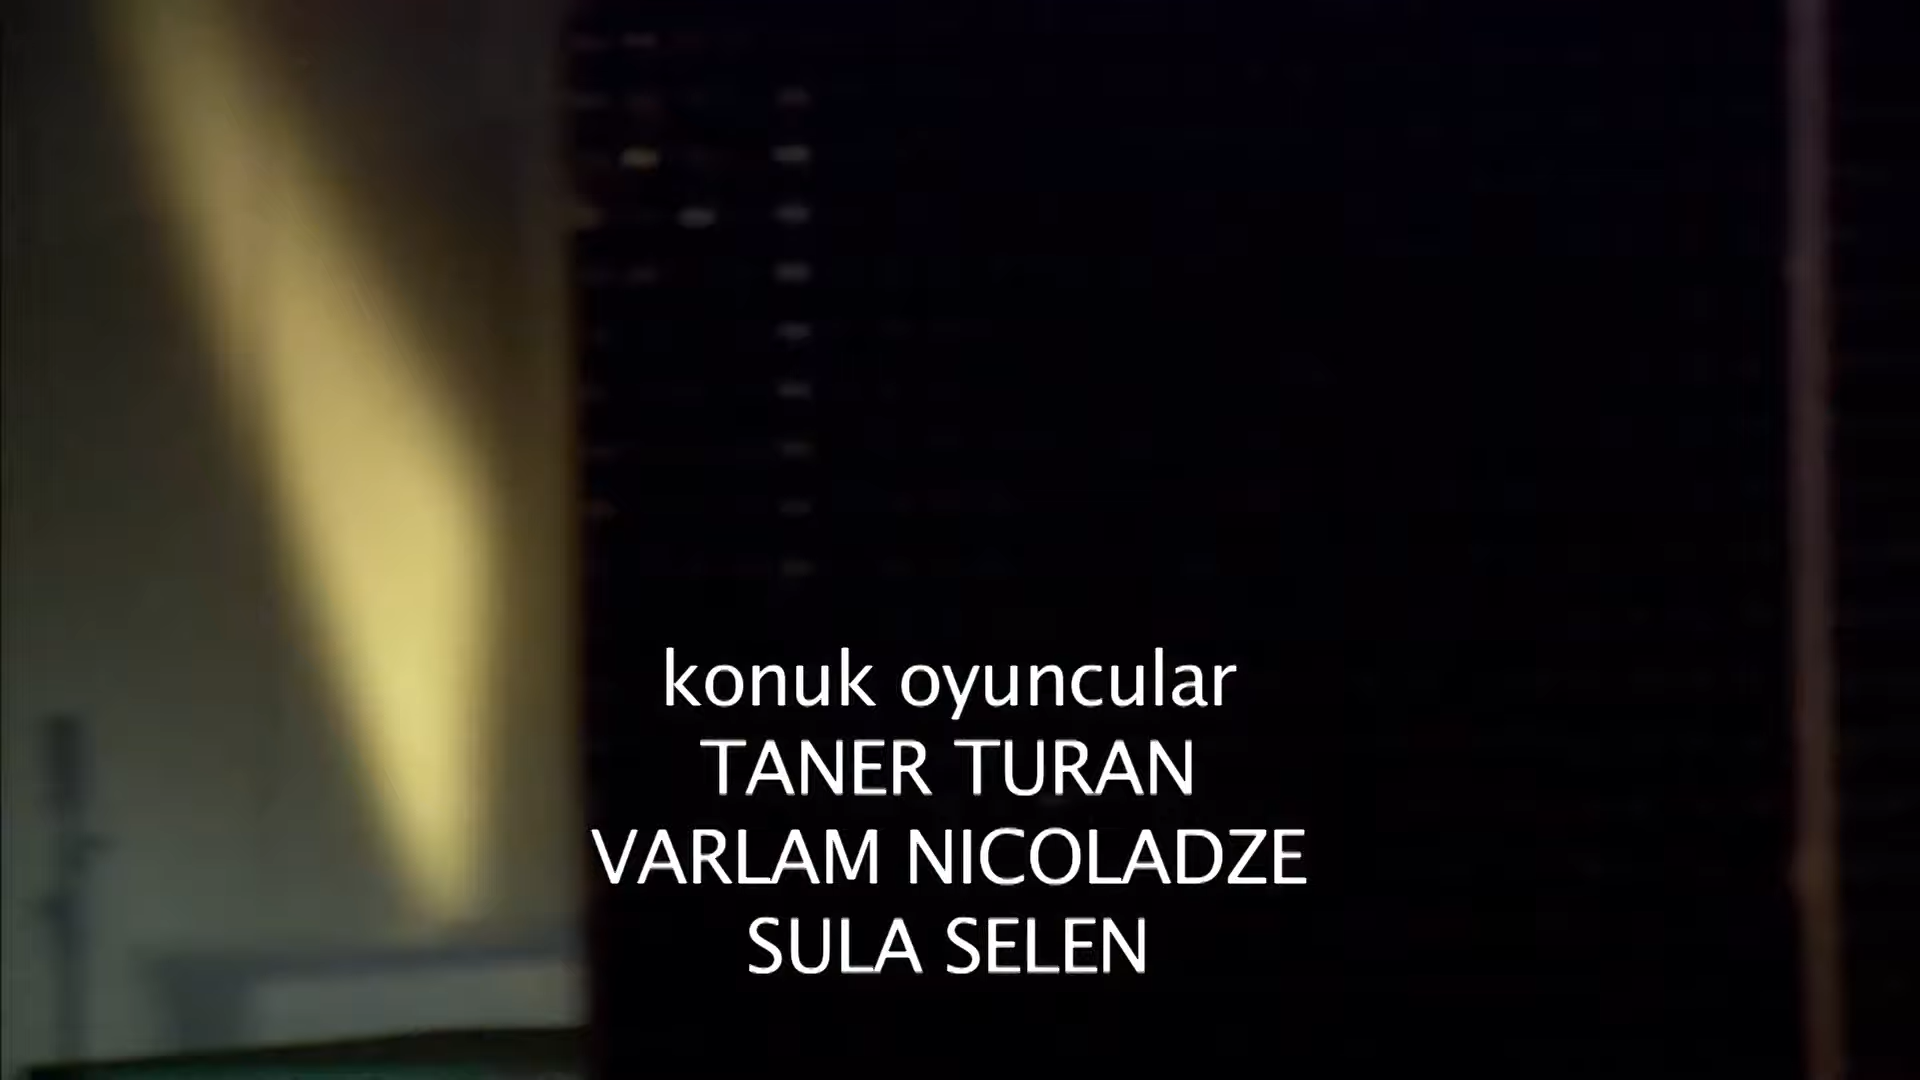 konuk oyuncular
TANER TURAN
VARLAM NICOLADZE
SULA SELEN